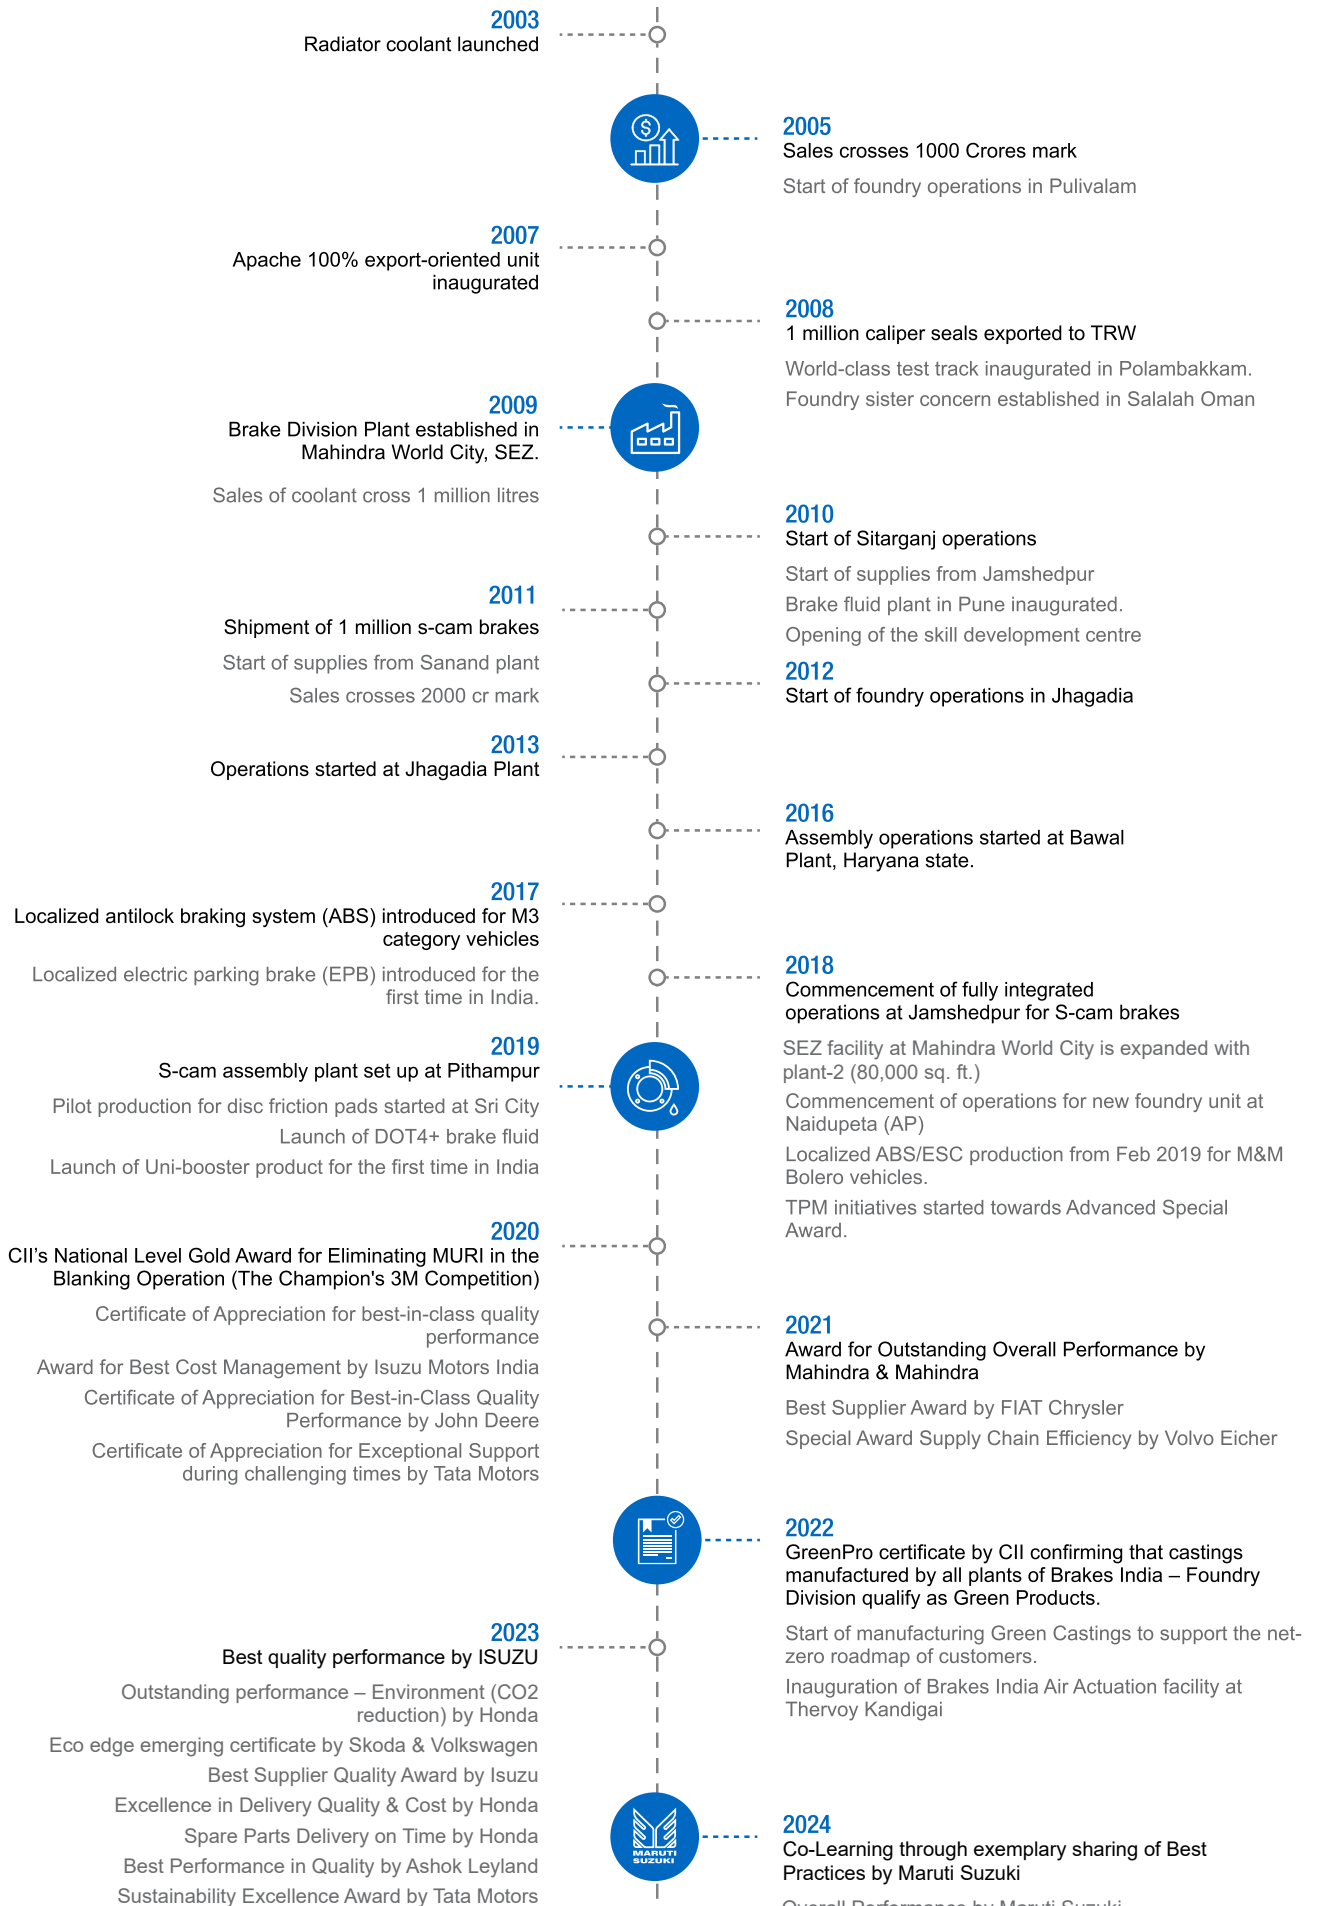 2003
Radiator coolant launched
2005
Sales crosses 1000 Crores mark
Start of foundry operations in Pulivalam
2007
Apache 100% export-oriented unit
inaugurated
2008
1 million caliper seals exported to TRW
World-class test track inaugurated in Polambakkam.
Foundry sister concern established in Salalah Oman
2009
Brake Division Plant established in
Mahindra World City, SEZ.
Sales of coolant cross 1 million litres
2010
Start of Sitarganj operations
Start of supplies from Jamshedpur
Brake fluid plant in Pune inaugurated.
Opening of the skill development centre
2011
Shipment of 1 million s-cam brakes
Start of supplies from Sanand plant
Sales crosses 2000 cr mark
2012
Start of foundry operations in Jhagadia
2013
Operations started at Jhagadia Plant
2016
Assembly operations started at Bawal
Plant, Haryana state.
2017
Localized antilock braking system (ABS) introduced for M3
category vehicles
Localized electric parking brake (EPB) introduced for the
first time in India.
2018
Commencement of fully integrated
operations at Jamshedpur for S-cam brakes
SEZ facility at Mahindra World City is expanded with
plant-2 (80,000 sq. ft.)
Commencement of operations for new foundry unit at
Naidupeta (AP)
Localized ABS/ESC production from Feb 2019 for M&M
Bolero vehicles.
TPM initiatives started towards Advanced Special
Award.
2019
S-cam assembly plant set up at Pithampur
Pilot production for disc friction pads started at Sri City
Launch of DOT4+ brake fluid
Launch of Uni-booster product for the first time in India
2020
CII’s National Level Gold Award for Eliminating MURI in the
Blanking Operation (The Champion's 3M Competition)
Certificate of Appreciation for best-in-class quality
performance
Award for Best Cost Management by Isuzu Motors India
Certificate of Appreciation for Best-in-Class Quality
Performance by John Deere
Certificate of Appreciation for Exceptional Support
during challenging times by Tata Motors
2021
Award for Outstanding Overall Performance by
Mahindra & Mahindra
Best Supplier Award by FIAT Chrysler
Special Award Supply Chain Efficiency by Volvo Eicher
2022
GreenPro certificate by CII confirming that castings
manufactured by all plants of Brakes India – Foundry
Division qualify as Green Products.
Start of manufacturing Green Castings to support the net-
zero roadmap of customers.
Inauguration of Brakes India Air Actuation facility at
Thervoy Kandigai
2023
Best quality performance by ISUZU
Outstanding performance – Environment (CO2
reduction) by Honda
Eco edge emerging certificate by Skoda & Volkswagen
Best Supplier Quality Award by Isuzu
Excellence in Delivery Quality & Cost by Honda
Spare Parts Delivery on Time by Honda
Best Performance in Quality by Ashok Leyland
Sustainability Excellence Award by Tata Motors
MARUTI
SUZUKI
2024
Co-Learning through exemplary sharing of Best
Practices by Maruti Suzuki
Overall Performance by Maruti Suzuki